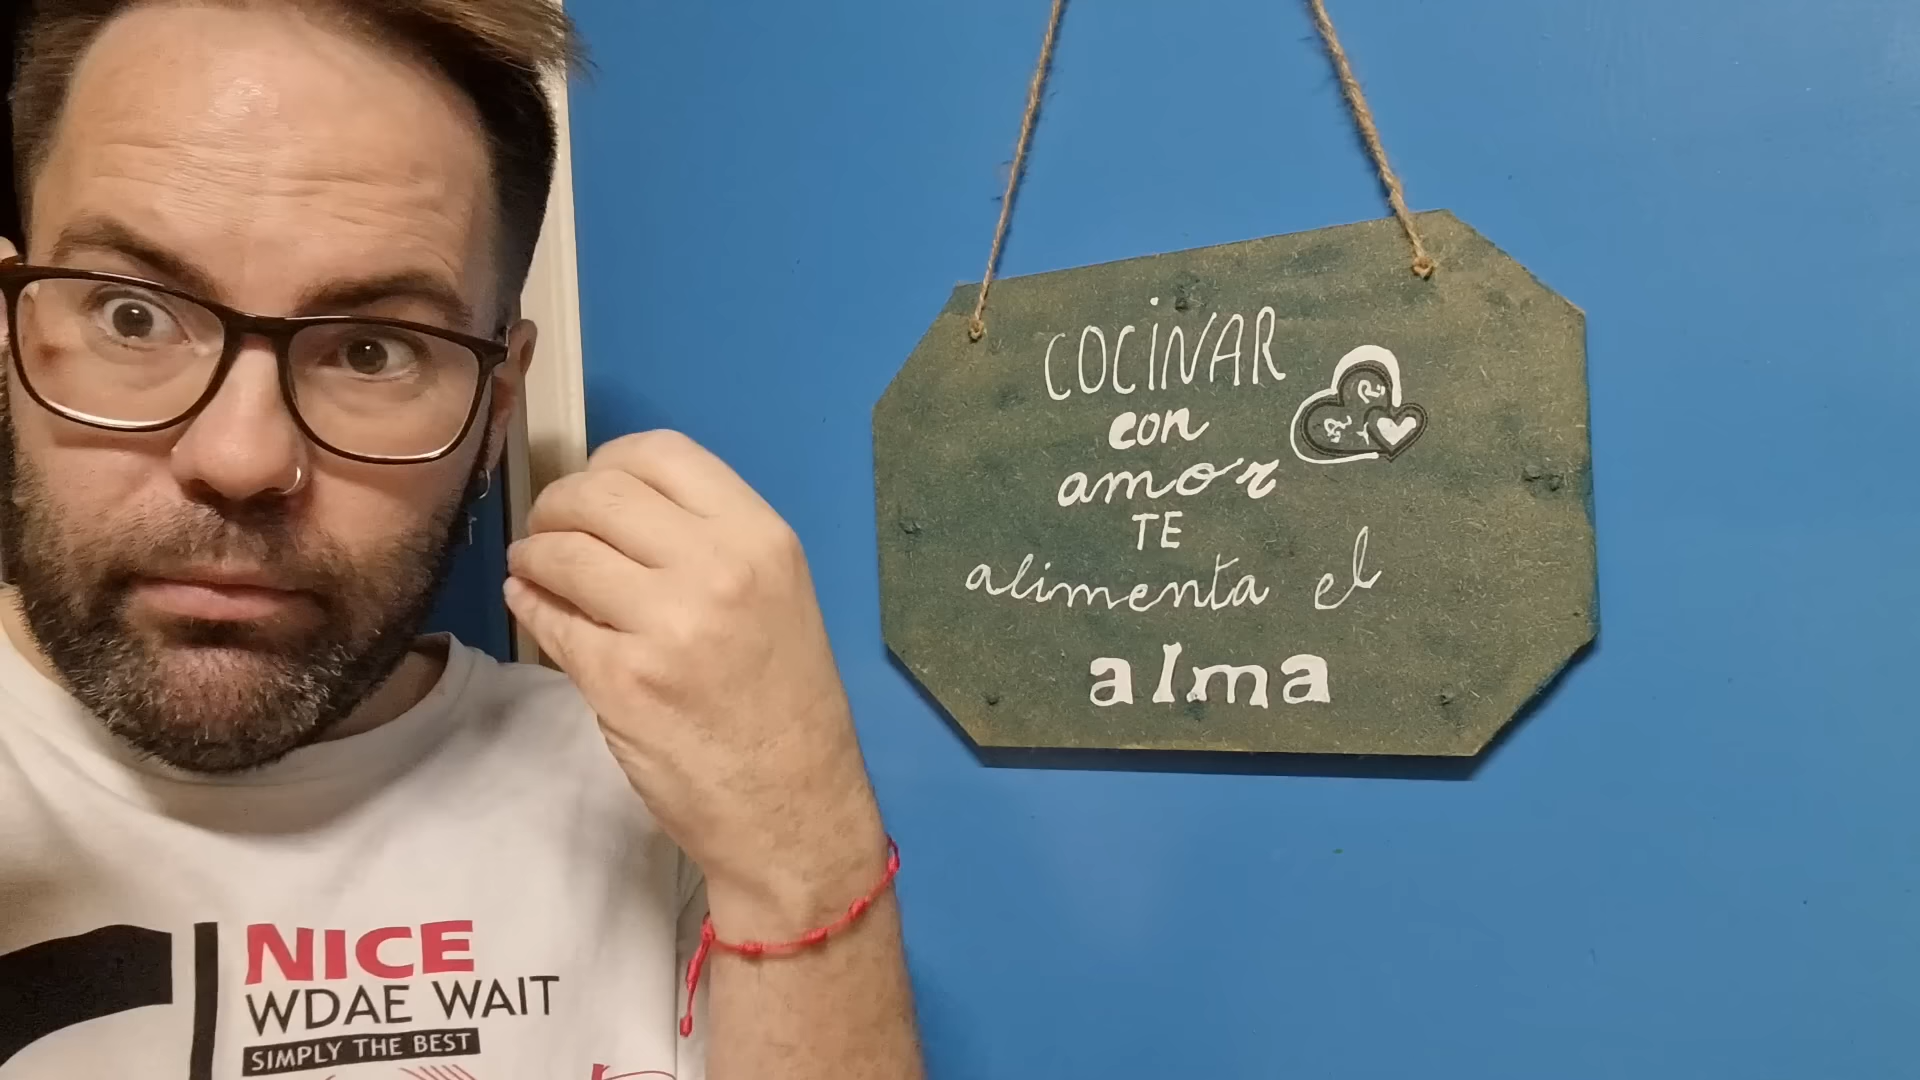 COCINAR
con
amor
TE
alimenta el
alma
NICE
WDAE WAIT
SIMPLY THE BEST